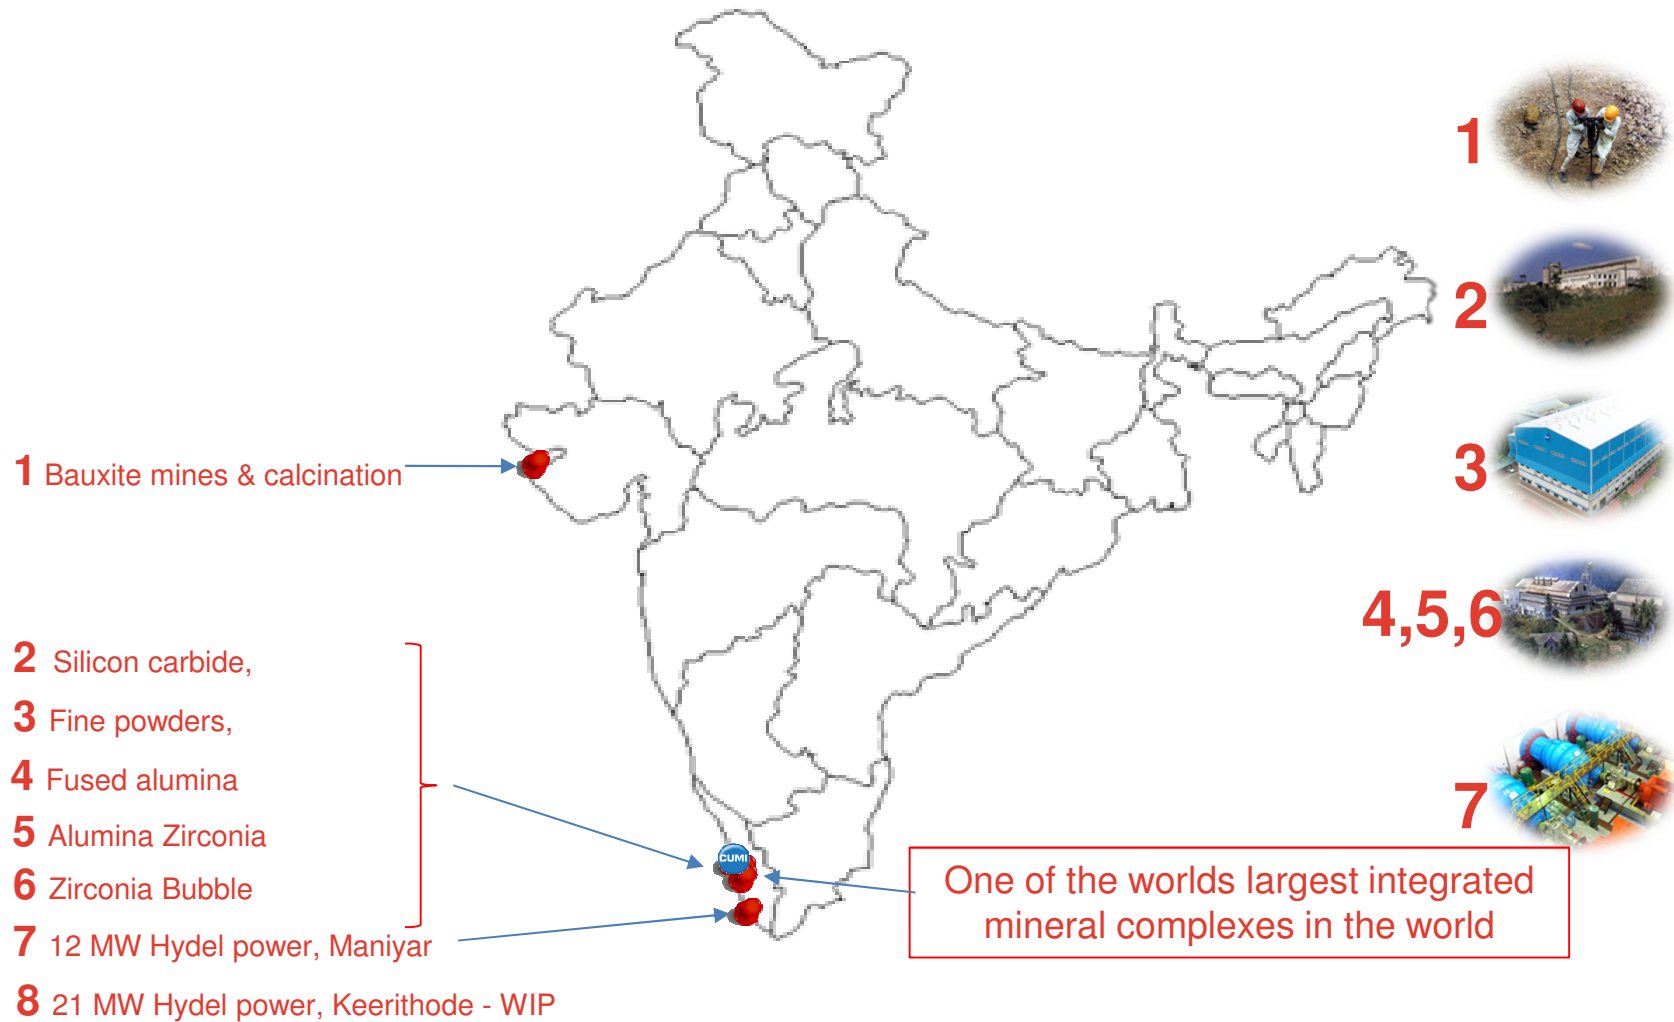 1 Bauxite mines & calcination
2 Silicon carbide,
3 Fine powders,
4 Fused alumina
5 Alumina Zirconia
6 Zirconia Bubble
7 12 MW Hydel power, Maniyar
8 21 MW Hydel power, Keerithode - WIP
CUMI
One of the worlds largest integrated
mineral complexes in the world
1
2
3
4,5,6
7